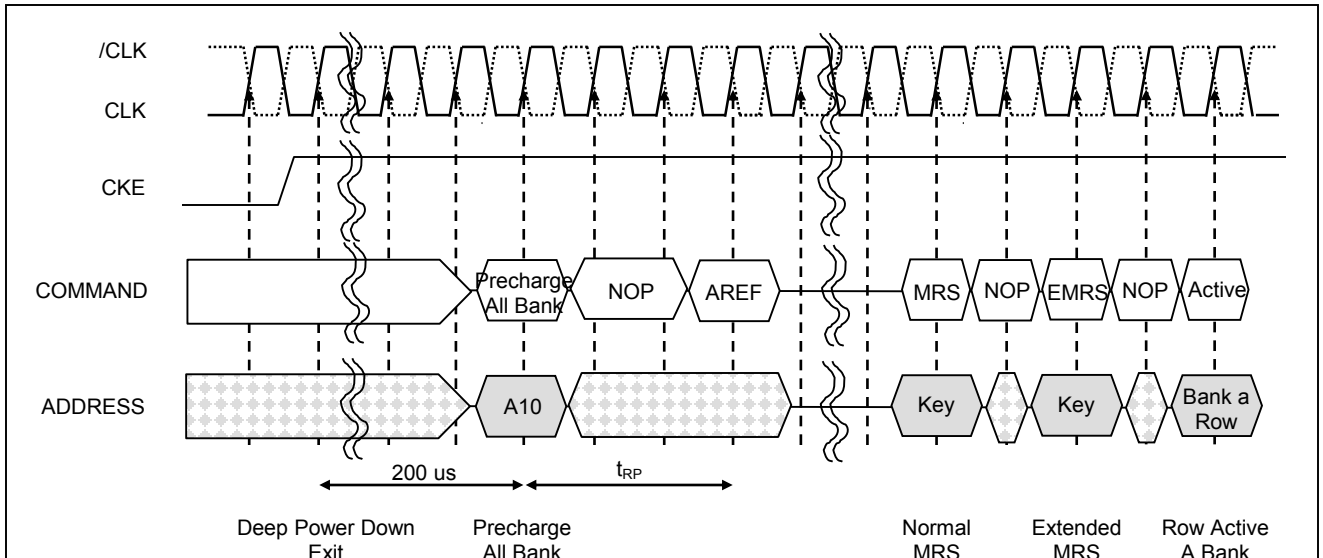 /CLK
CLK
CKE
COMMAND
Precharge
All Bank
NOP
AREF
MRS
NOP
EMRS
NOP
Active
ADDRESS
A10
Key
Key
Bank a
Row
200 us
tRP
Deep Power Down
Exit
Precharge
All Bank
Normal
MRS
Extended
MRS
Row Active
A Bank